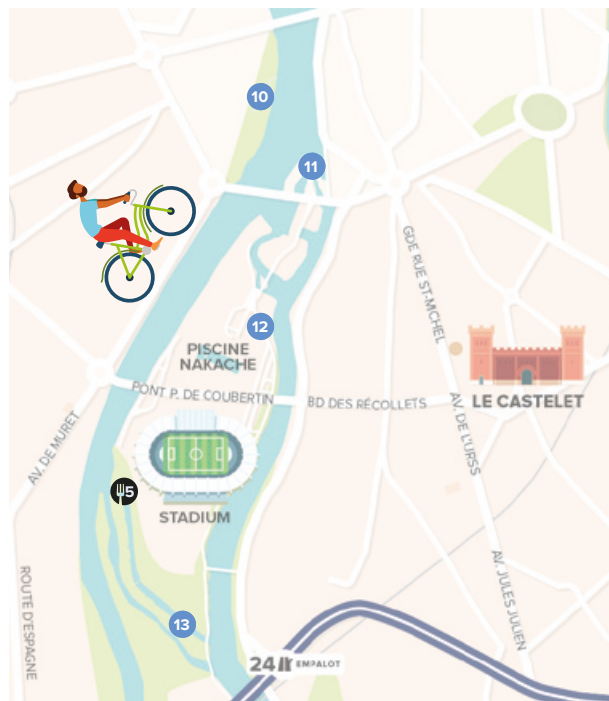 10
11
GDE RUE ST-MICHEL
12
PISCINE
NAKACHE
PONT P. DE COUBERTIN
BD DES RÉCOLLETS
LE CASTELET
AV. DE MURET
AV. DE L'URSS
5
STADIUM
AV. JULES JULIEN
ROUTE D'ESPAGNE
13
24 EMPALOT